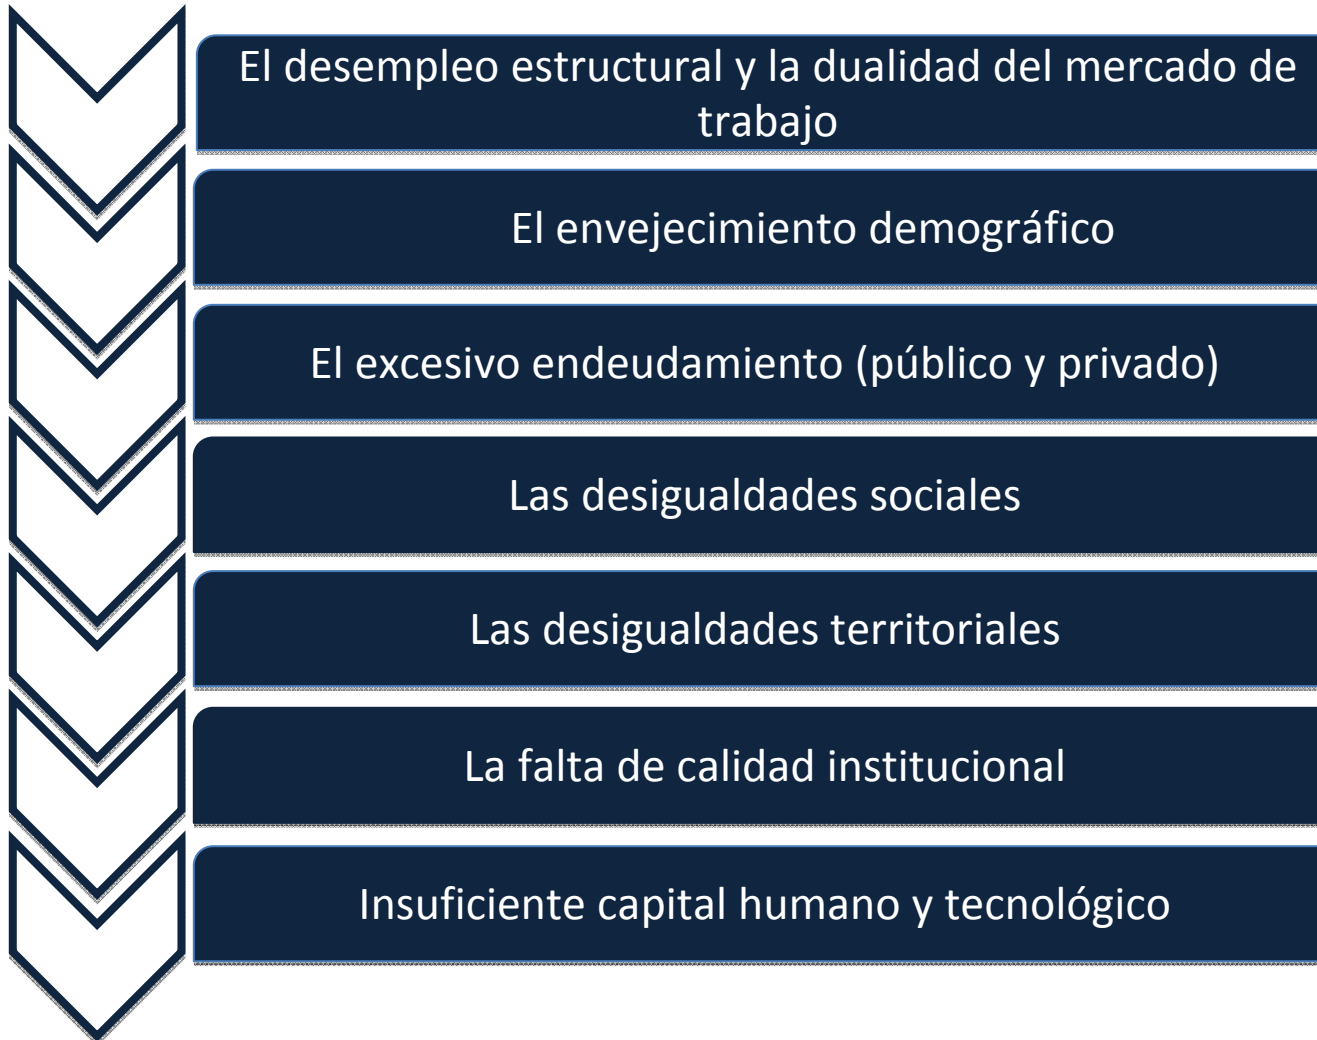 El desempleo estructural y la dualidad del mercado de
trabajo
El envejecimiento demográfico
El excesivo endeudamiento (público y privado)
Las desigualdades sociales
Las desigualdades territoriales
La falta de calidad institucional
Insuficiente capital humano y tecnológico